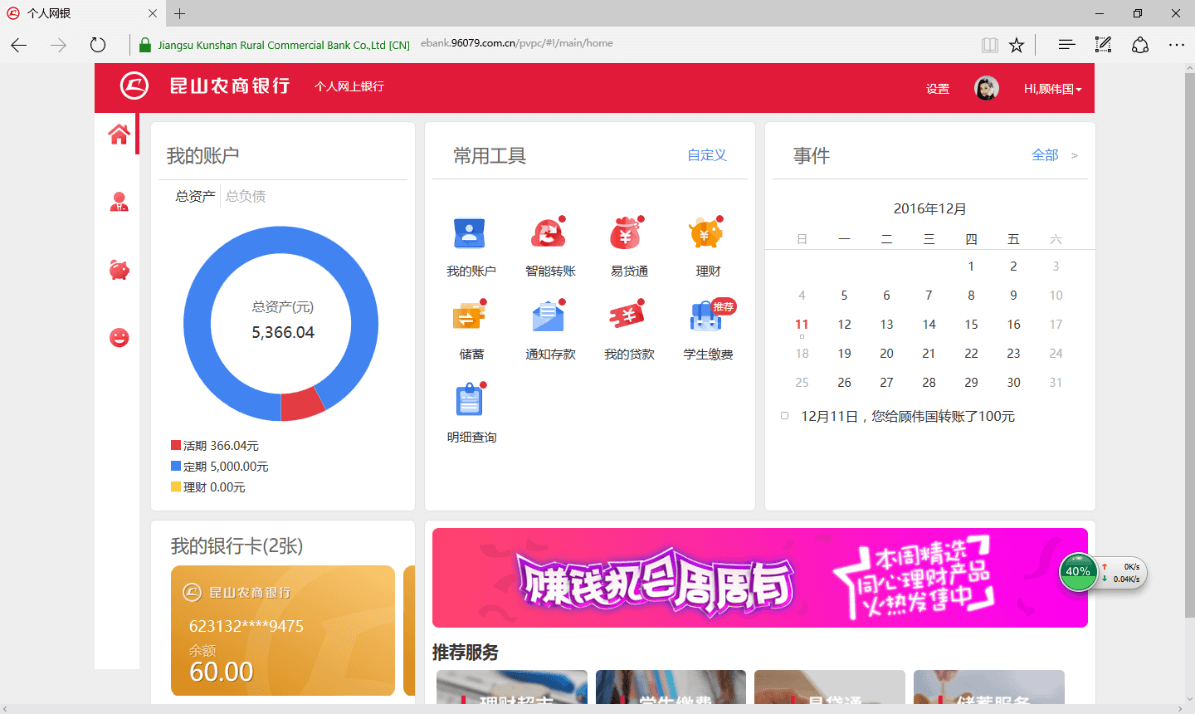 个人网银
Jiangsu Kunshan Rural Commercial Bank Co.,Ltd [CN]
ebank.96079.com.cn/pvpc/#!/main/home
昆山农商银行 个人网上银行
设置
HI,顾伟国
我的账户
总资产 总负债
总资产(元)
5,366.04
活期 366.04元
定期 5,000.00元
理财 0.00元
常用工具 自定义
我的账户 智能转账 易贷通 理财
推荐
储蓄 通知存款 我的贷款 学生缴费
明细查询
事件 全部 >
2016年12月
日 一 二 三 四 五 六
1 2 3
4 5 6 7 8 9 10
11 12 13 14 15 16 17
18 19 20 21 22 23 24
25 26 27 28 29 30 31
12月11日，您给顾伟国转账了100元
我的银行卡(2张)
昆山农商银行
623132****9475
余额
60.00
赚钱机会周周有
本周精选
同心理财产品
火热发售中
40%
0K/s
0.04K/s
推荐服务
理财超市 学生缴费 易贷通 储蓄服务